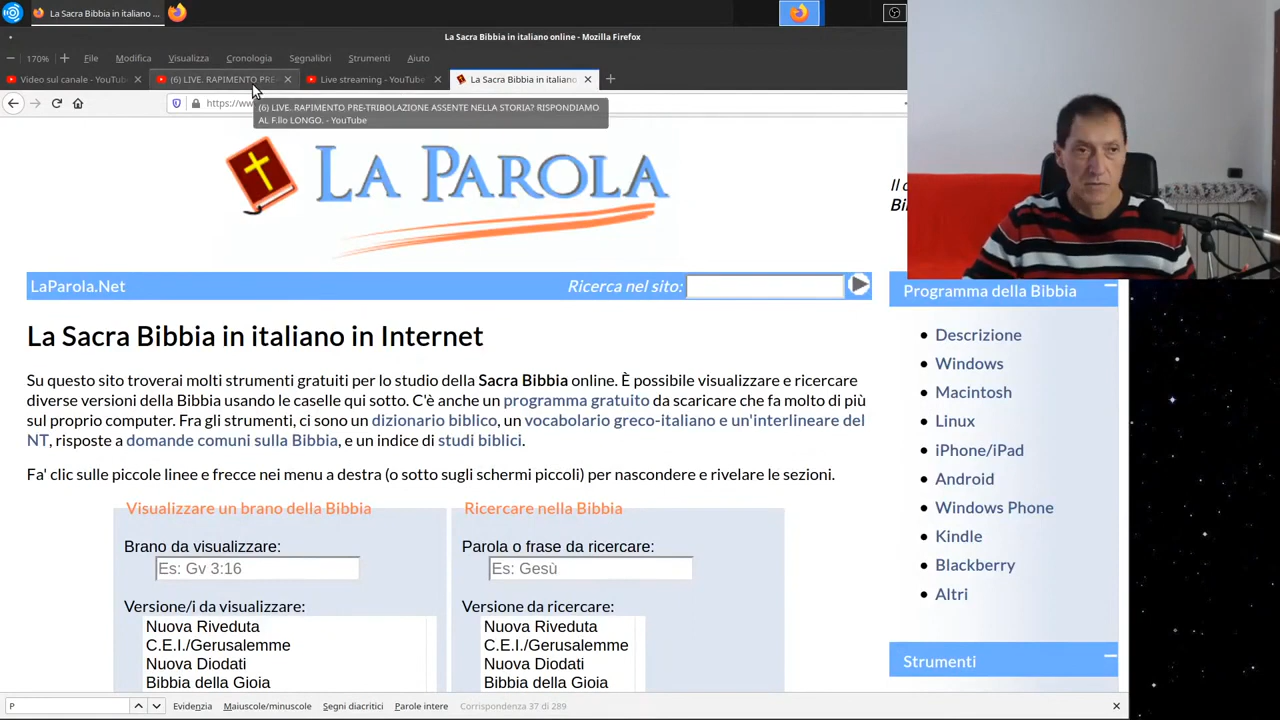 La Sacra Bibbia in italiano ...
La Sacra Bibbia in italiano online - Mozilla Firefox
170%
File
Modifica
Visualizza
Cronologia
Segnalibri
Strumenti
Aiuto
Video sul canale - YouTub
(6) LIVE. RAPIMENTO PRE-
Live streaming - YouTube
La Sacra Bibbia in italiano
https://ww
(6) LIVE. RAPIMENTO PRE-TRIBOLAZIONE ASSENTE NELLA STORIA? RISPONDIAMO
AL F.llo LONGO. - YouTube
LA PAROLA
Il
LaParola.Net
Ricerca nel sito:
La Sacra Bibbia in italiano in Internet
Su questo sito troverai molti strumenti gratuiti per lo studio della Sacra Bibbia online. È possibile visualizzare e ricercare
diverse versioni della Bibbia usando le caselle qui sotto. C'è anche un programma gratuito da scaricare che fa molto di più
sul proprio computer. Fra gli strumenti, ci sono un dizionario biblico, un vocabolario greco-italiano e un'interlineare del
NT, risposte a domande comuni sulla Bibbia, e un indice di studi biblici.
Fa' clic sulle piccole linee e frecce nei menu a destra (o sotto sugli schermi piccoli) per nascondere e rivelare le sezioni.
Visualizzare un brano della Bibbia
Brano da visualizzare:
Es: Gv 3:16
Versione/i da visualizzare:
Nuova Riveduta
C.E.I./Gerusalemme
Nuova Diodati
Bibbia della Gioia
Ricercare nella Bibbia
Parola o frase da ricercare:
Es: Gesù
Versione da ricercare:
Nuova Riveduta
C.E.I./Gerusalemme
Nuova Diodati
Bibbia della Gioia
Programma della Bibbia
Descrizione
Windows
Macintosh
Linux
iPhone/iPad
Android
Windows Phone
Kindle
Blackberry
Altri
Strumenti
P
Evidenzia
Maiuscole/minuscole
Segni diacritici
Parole intere
Corrispondenza 37 di 289